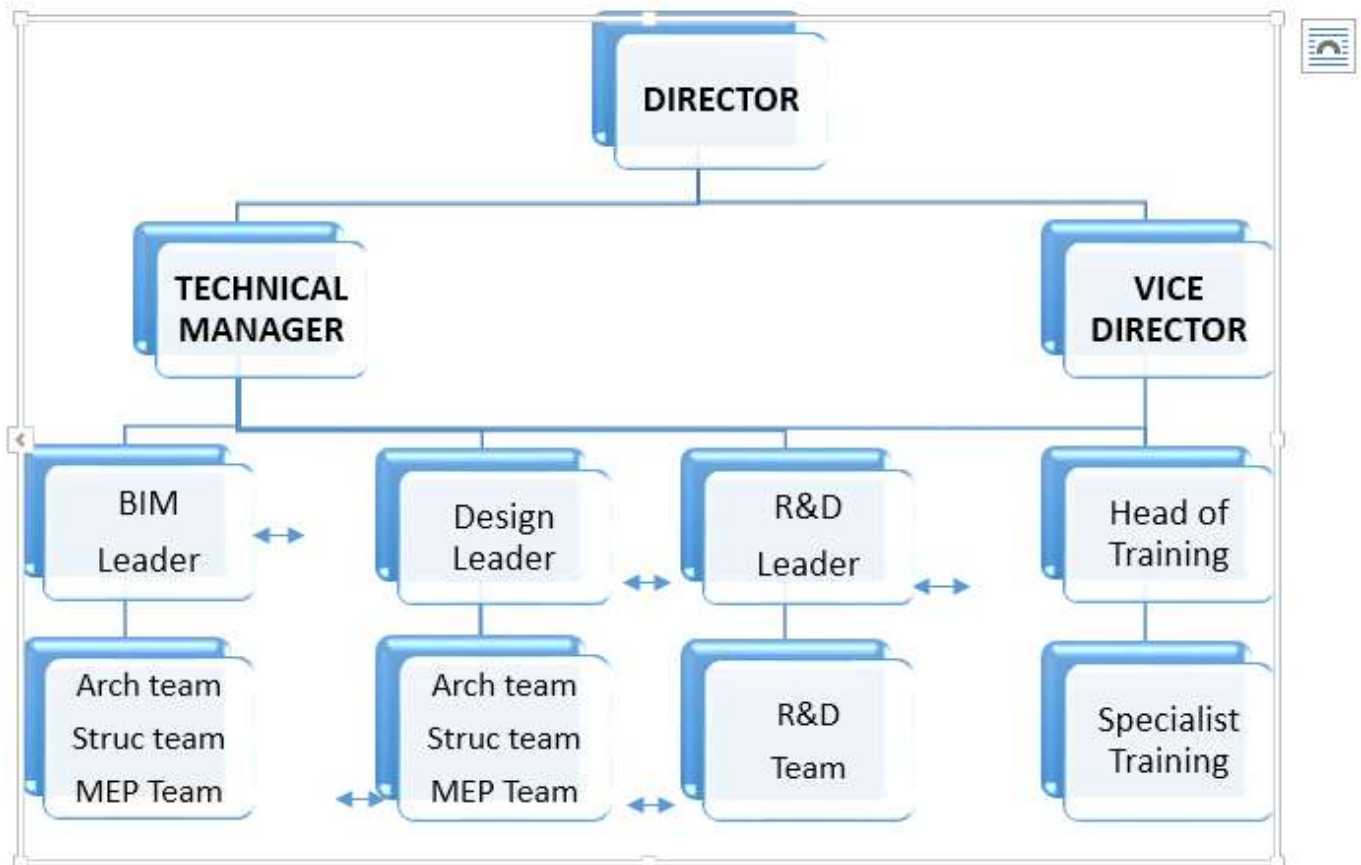 DIRECTOR
TECHNICAL
MANAGER
VICE
DIRECTOR
BIM
Leader
Design
Leader
R&D
Leader
Head of
Training
Arch team
Struc team
MEP Team
Arch team
Struc team
MEP Team
R&D
Team
Specialist
Training